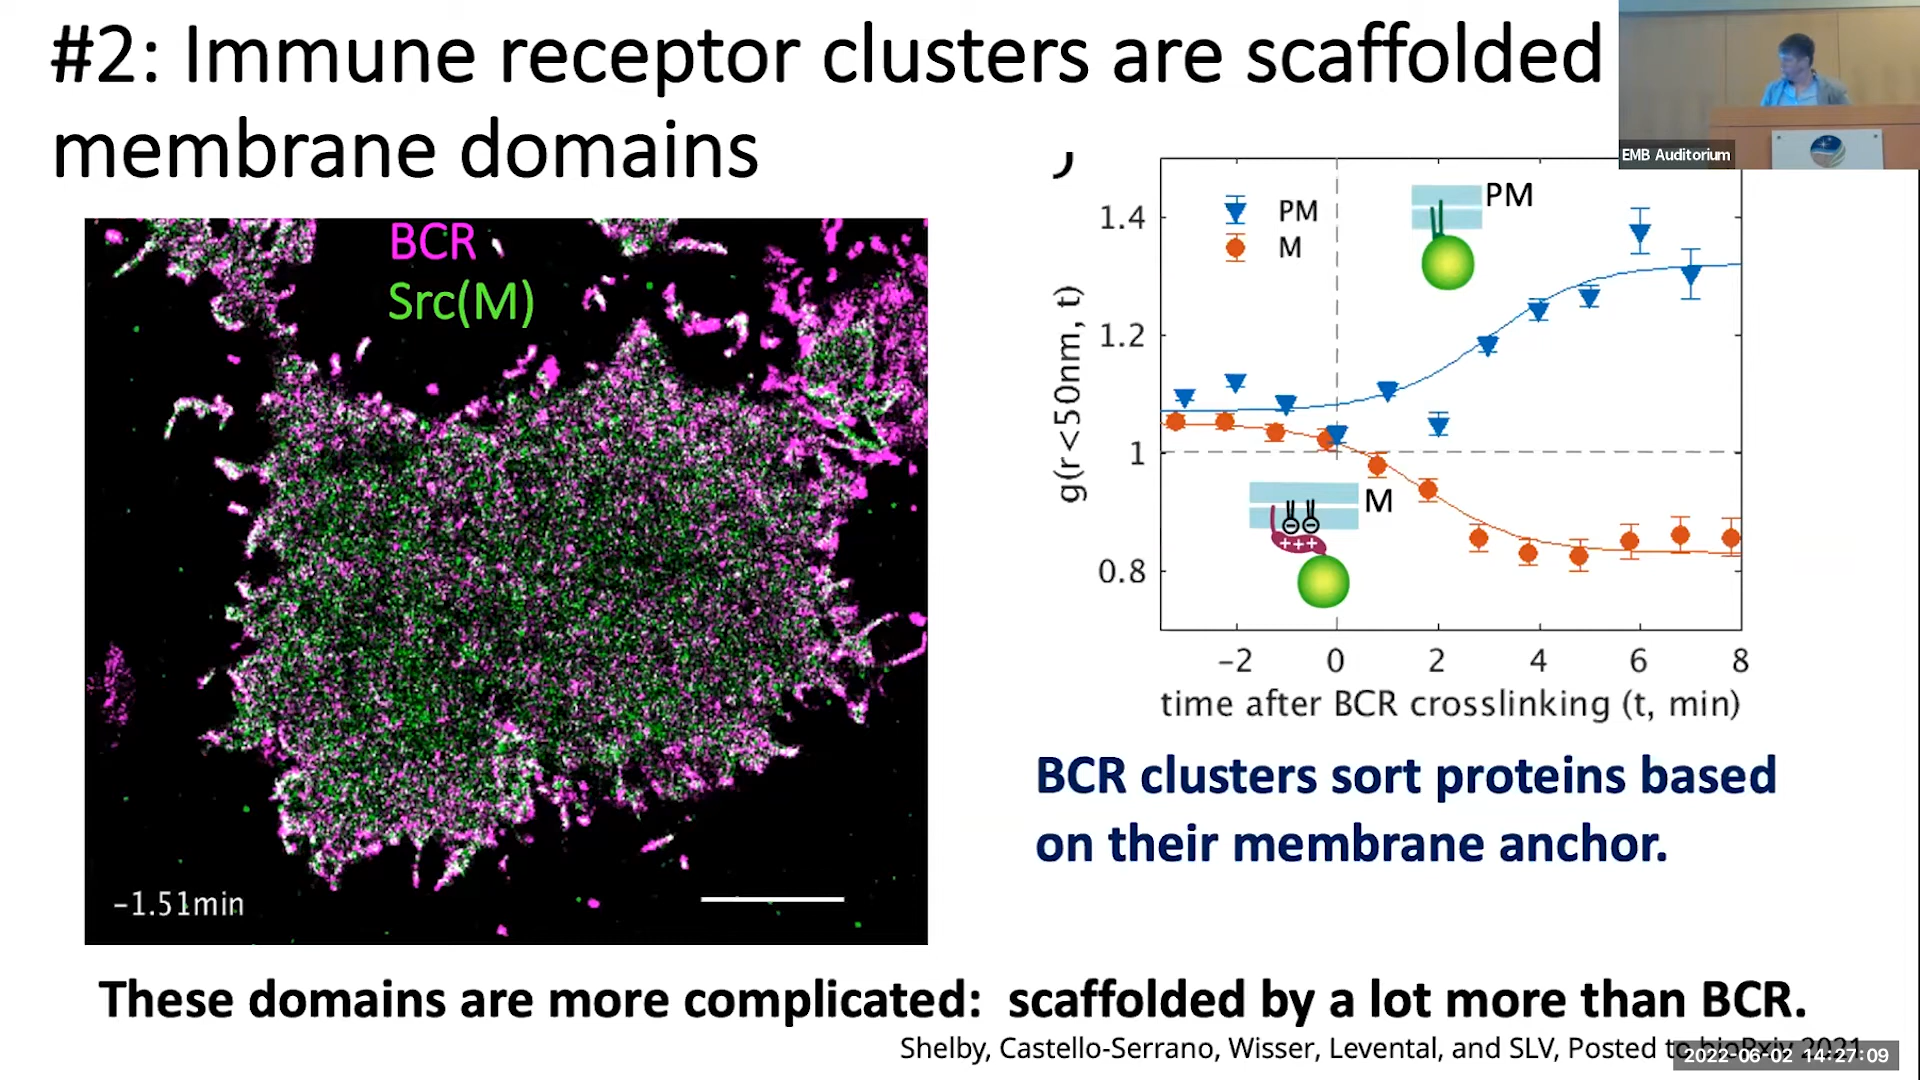 #2: Immune receptor clusters are scaffolded
membrane domains
EMB Auditorium
BCR
Src(M)
-1.51min
PM
M
PM
M
1.4
1.2
1
0.8
g(r<50nm, t)
-2 0 2 4 6 8
time after BCR crosslinking (t, min)
BCR clusters sort proteins based
on their membrane anchor.
These domains are more complicated: scaffolded by a lot more than BCR.
Shelby, Castello-Serrano, Wisser, Levental, and SLV, Posted to bioRxiv 2021
2022-06-02 14:27:09